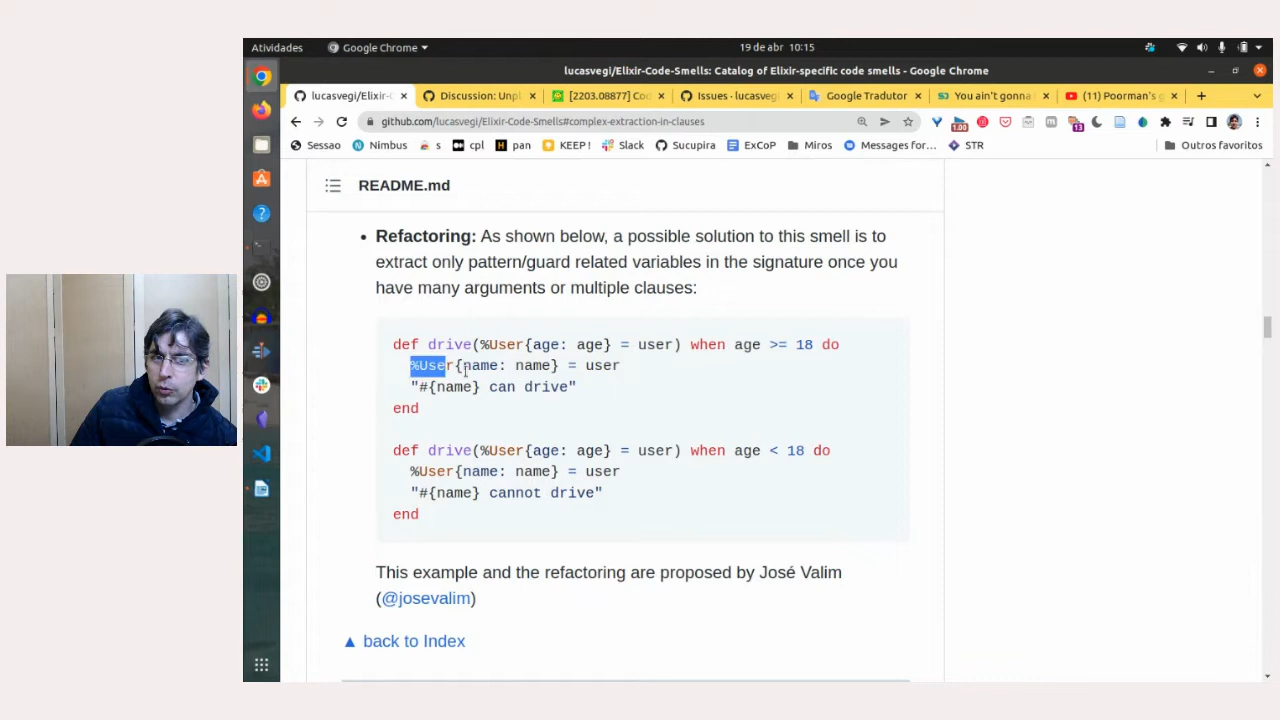 Atividades
Google Chrome
19 de abr 10:15
lucasvegi/Elixir-Code-Smells: Catalog of Elixir-specific code smells - Google Chrome
lucasvegi/Elixir-C
Discussion: Unpl
[2203.08877] Co
Issues · lucasveg
Google Tradutor
You ain't gonna
(11) Poorman's g
github.com/lucasvegi/Elixir-Code-Smells#complex-extraction-in-clauses
1.00
13
Sessao
Nimbus
s
cpl
pan
KEEP!
Slack
Sucupira
ExCoP
Miros
Messages for...
STR
Outros favoritos
README.md
• Refactoring: As shown below, a possible solution to this smell is to
extract only pattern/guard related variables in the signature once you
have many arguments or multiple clauses:
def drive(%User{age: age} = user) when age >= 18 do
%User{name: name} = user
"#{name} can drive"
end
def drive(%User{age: age} = user) when age < 18 do
%User{name: name} = user
"#{name} cannot drive"
end
This example and the refactoring are proposed by José Valim
(@josevalim)
▲ back to Index